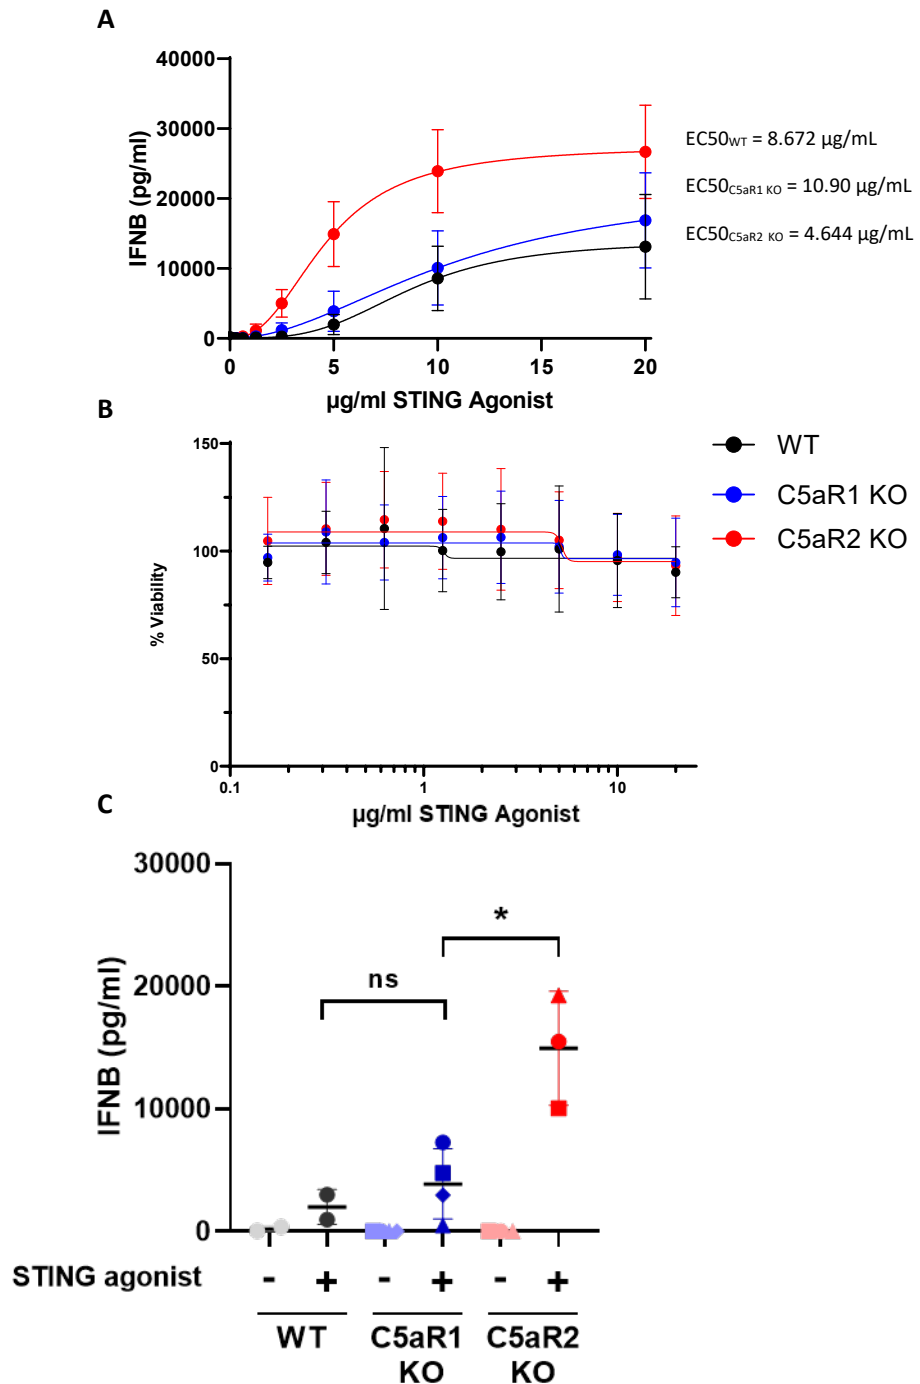 A
40000
30000
20000
10000
0
IFNB (pg/ml)
0 5 10 15 20
µg/ml STING Agonist
EC50WT = 8.672 µg/mL
EC50C5aR1 KO = 10.90 µg/mL
EC50C5aR2 KO = 4.644 µg/mL
B
150
100
50
0
% Viability
0.1 1 10
µg/ml STING Agonist
WT
C5aR1 KO
C5aR2 KO
C
30000
20000
10000
0
IFNB (pg/ml)
ns
*
STING agonist - + - + - +
WT C5aR1 C5aR2
KO KO